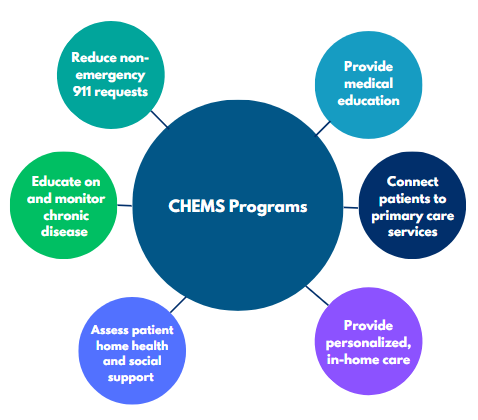 Reduce non-
emergency
911 requests
Provide
medical
education
Educate on
and monitor
chronic
disease
CHEMS Programs
Connect
patients to
primary care
services
Assess patient
home health
and social
support
Provide
personalized,
in-home care